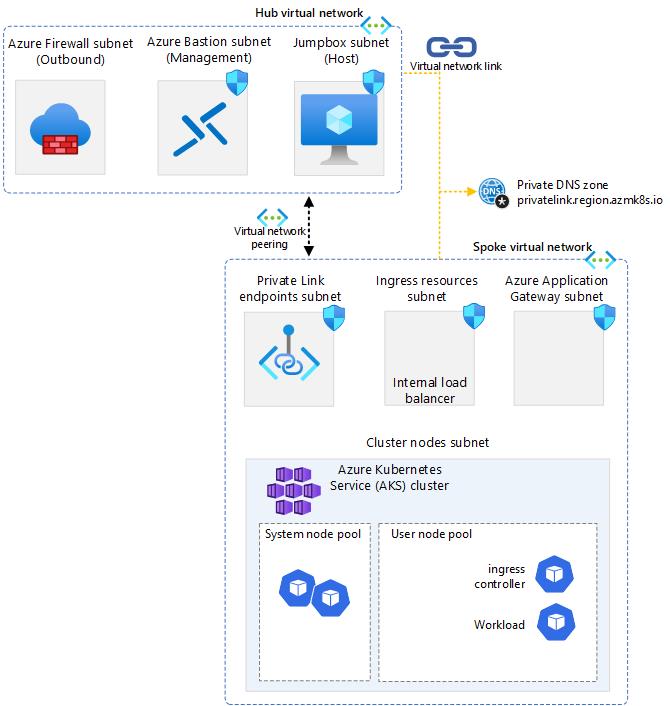 Hub virtual network
Azure Firewall subnet
(Outbound)
Azure Bastion subnet
(Management)
Jumpbox subnet
(Host)
Virtual network link
DNS
Private DNS zone
privatelink.region.azmk8s.io
Virtual network
peering
Spoke virtual network
Private Link
endpoints subnet
Ingress resources
subnet
Azure Application
Gateway subnet
Internal load
balancer
Cluster nodes subnet
Azure Kubernetes
Service (AKS) cluster
System node pool
User node pool
ingress
controller
Workload